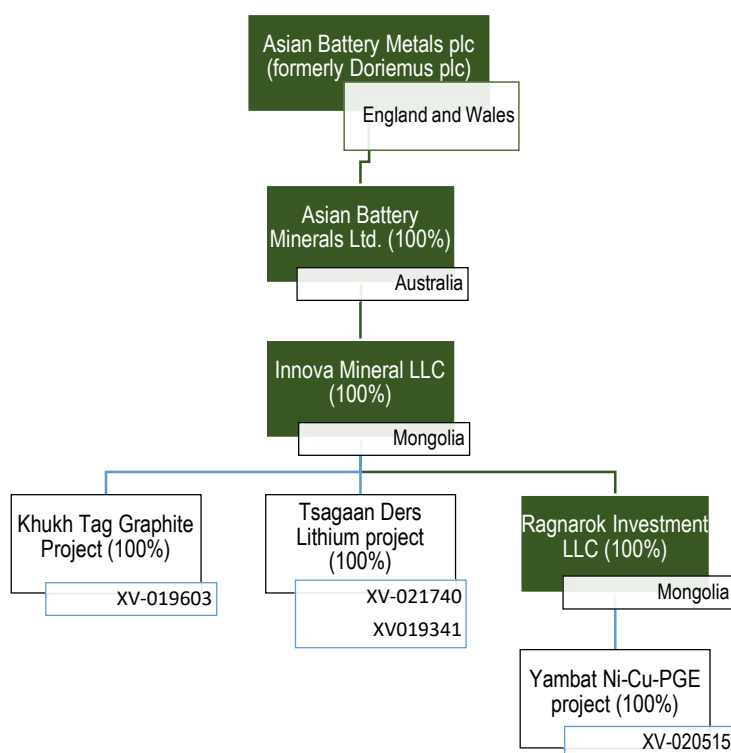 Asian Battery Metals plc
(formerly Doriemus plc)
England and Wales
Asian Battery
Minerals Ltd. (100%)
Australia
Innova Mineral LLC
(100%)
Mongolia
Khukh Tag Graphite
Project (100%)
XV-019603
Tsagaan Ders
Lithium project
(100%)
XV-021740
XV019341
Ragnarok Investment
LLC (100%)
Mongolia
Yambat Ni-Cu-PGE
project (100%)
XV-020515